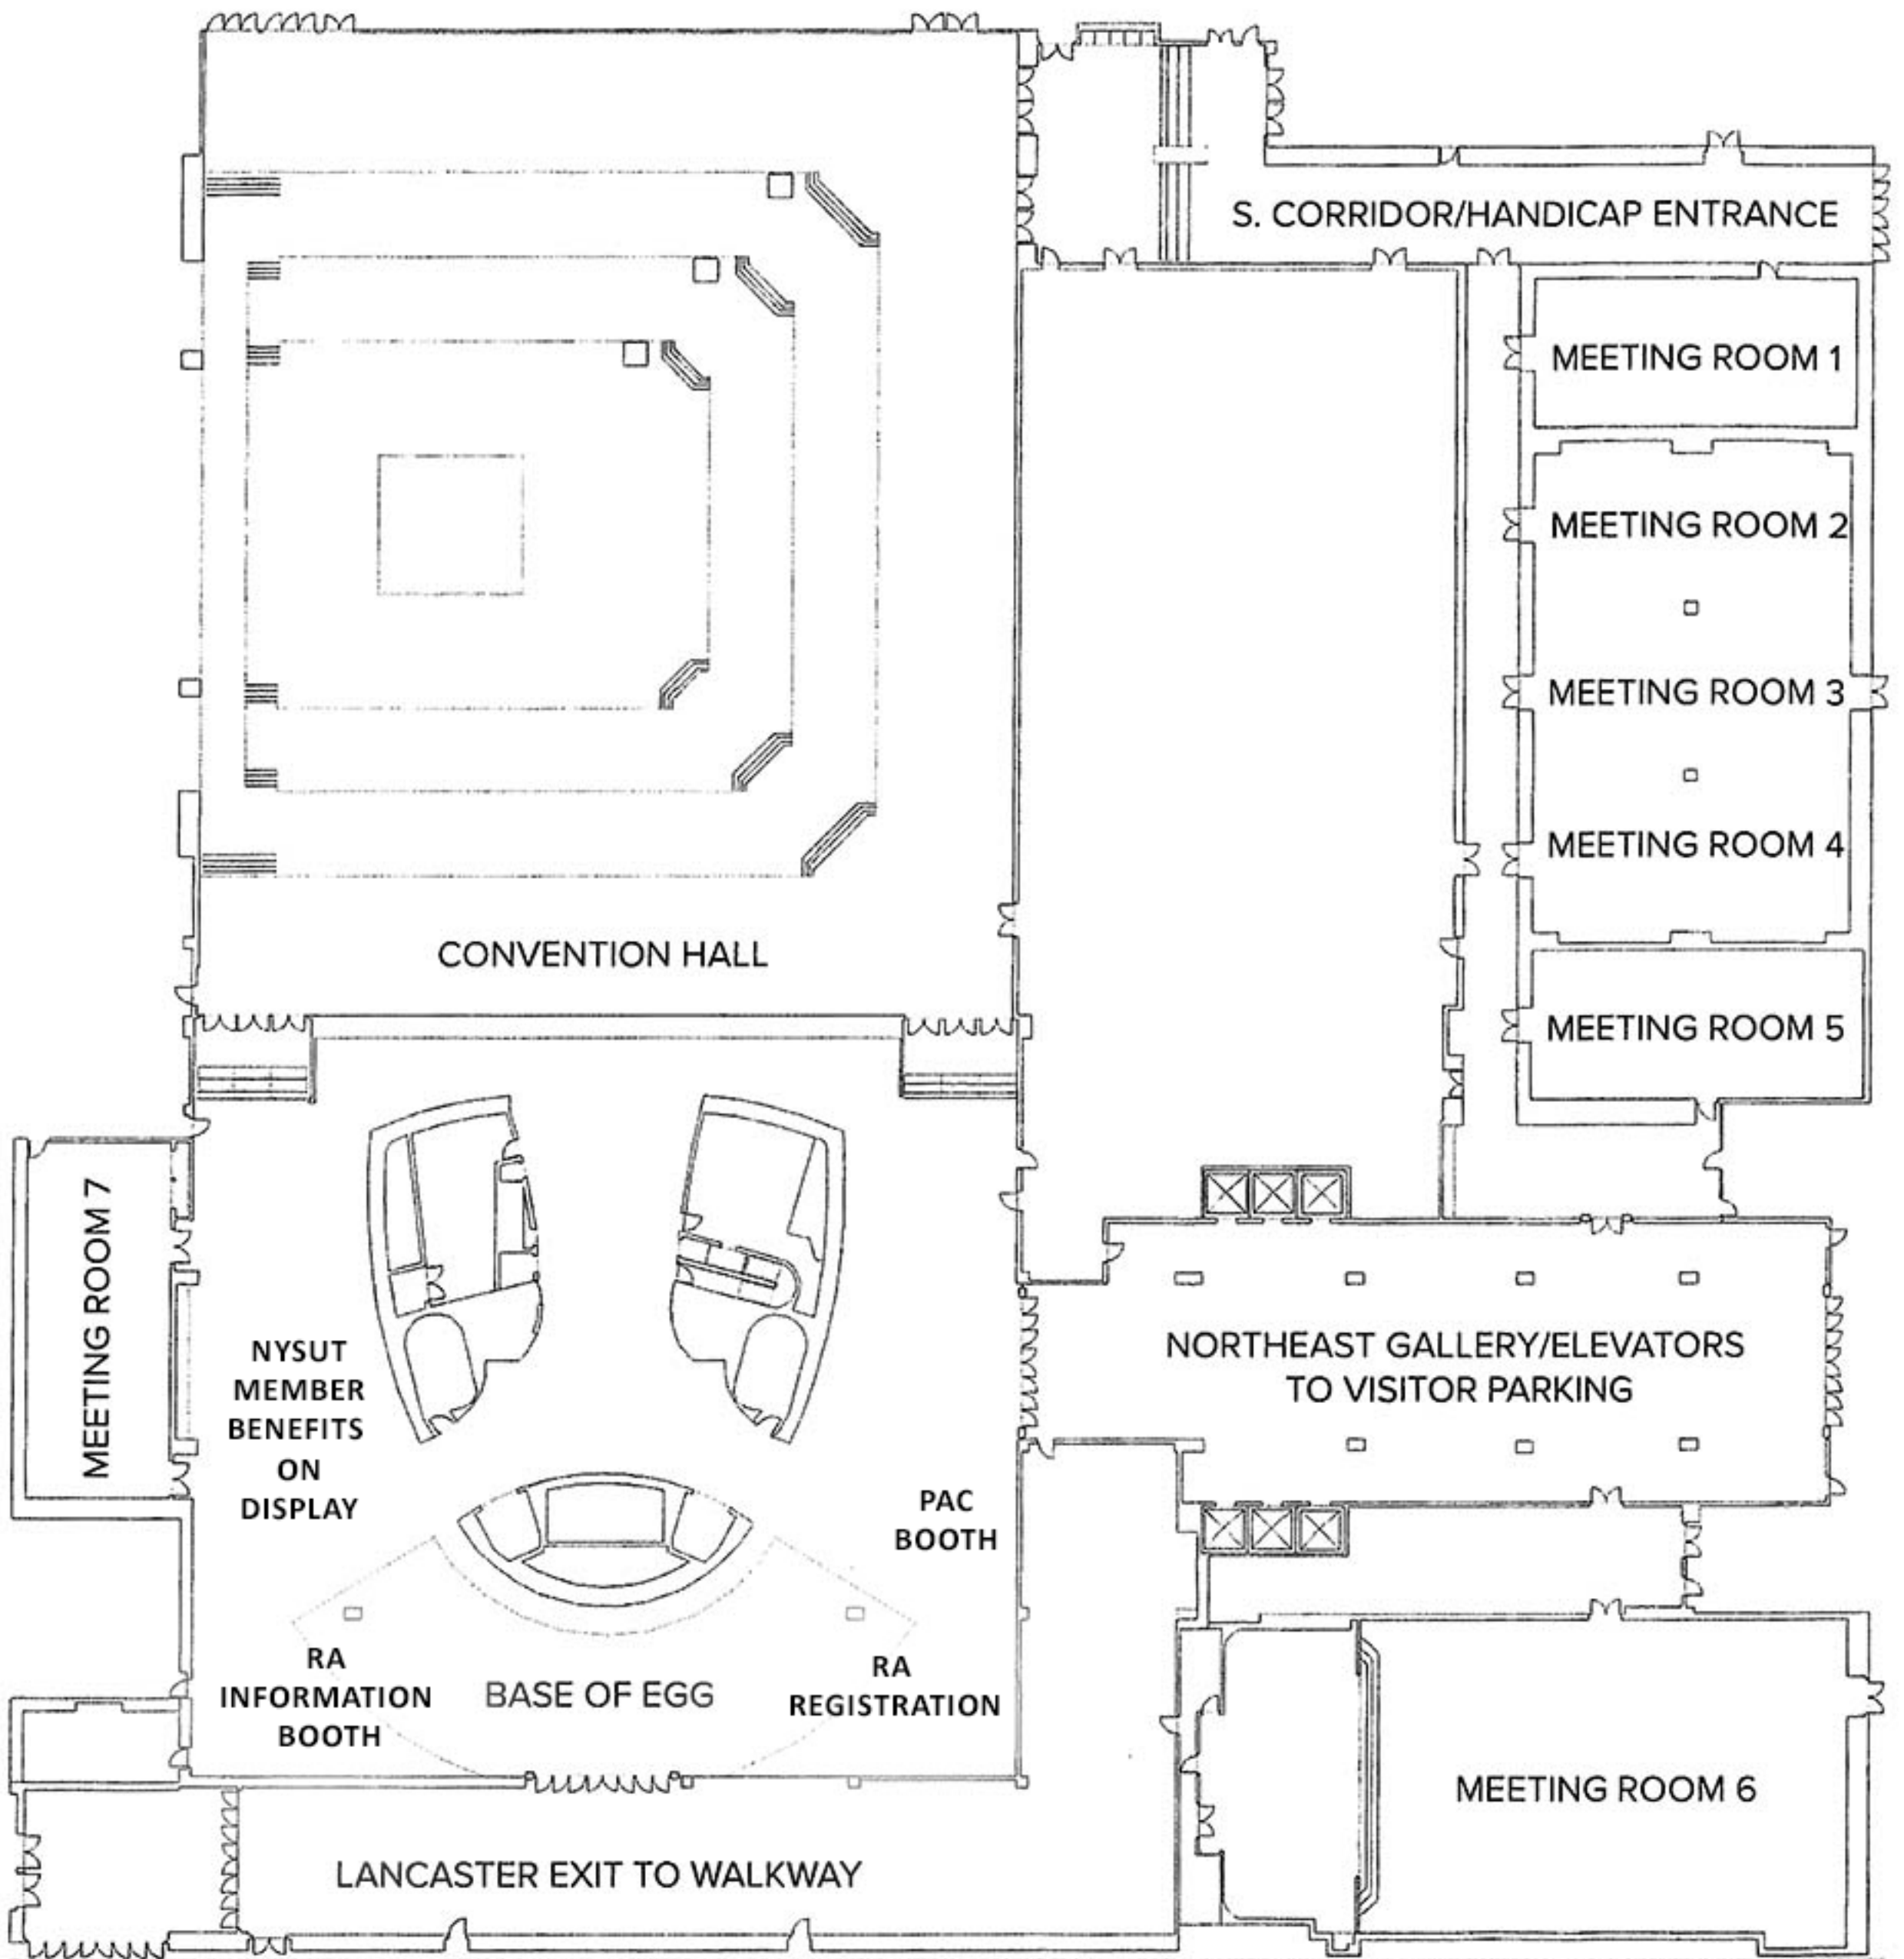 S. CORRIDOR/HANDICAP ENTRANCE
MEETING ROOM 1
MEETING ROOM 2
MEETING ROOM 3
MEETING ROOM 4
CONVENTION HALL
MEETING ROOM 5
MEETING ROOM 7
NYSUT
MEMBER
BENEFITS
ON
DISPLAY
NORTHEAST GALLERY/ELEVATORS
TO VISITOR PARKING
PAC
BOOTH
RA
INFORMATION
BOOTH
BASE OF EGG
RA
REGISTRATION
MEETING ROOM 6
LANCASTER EXIT TO WALKWAY